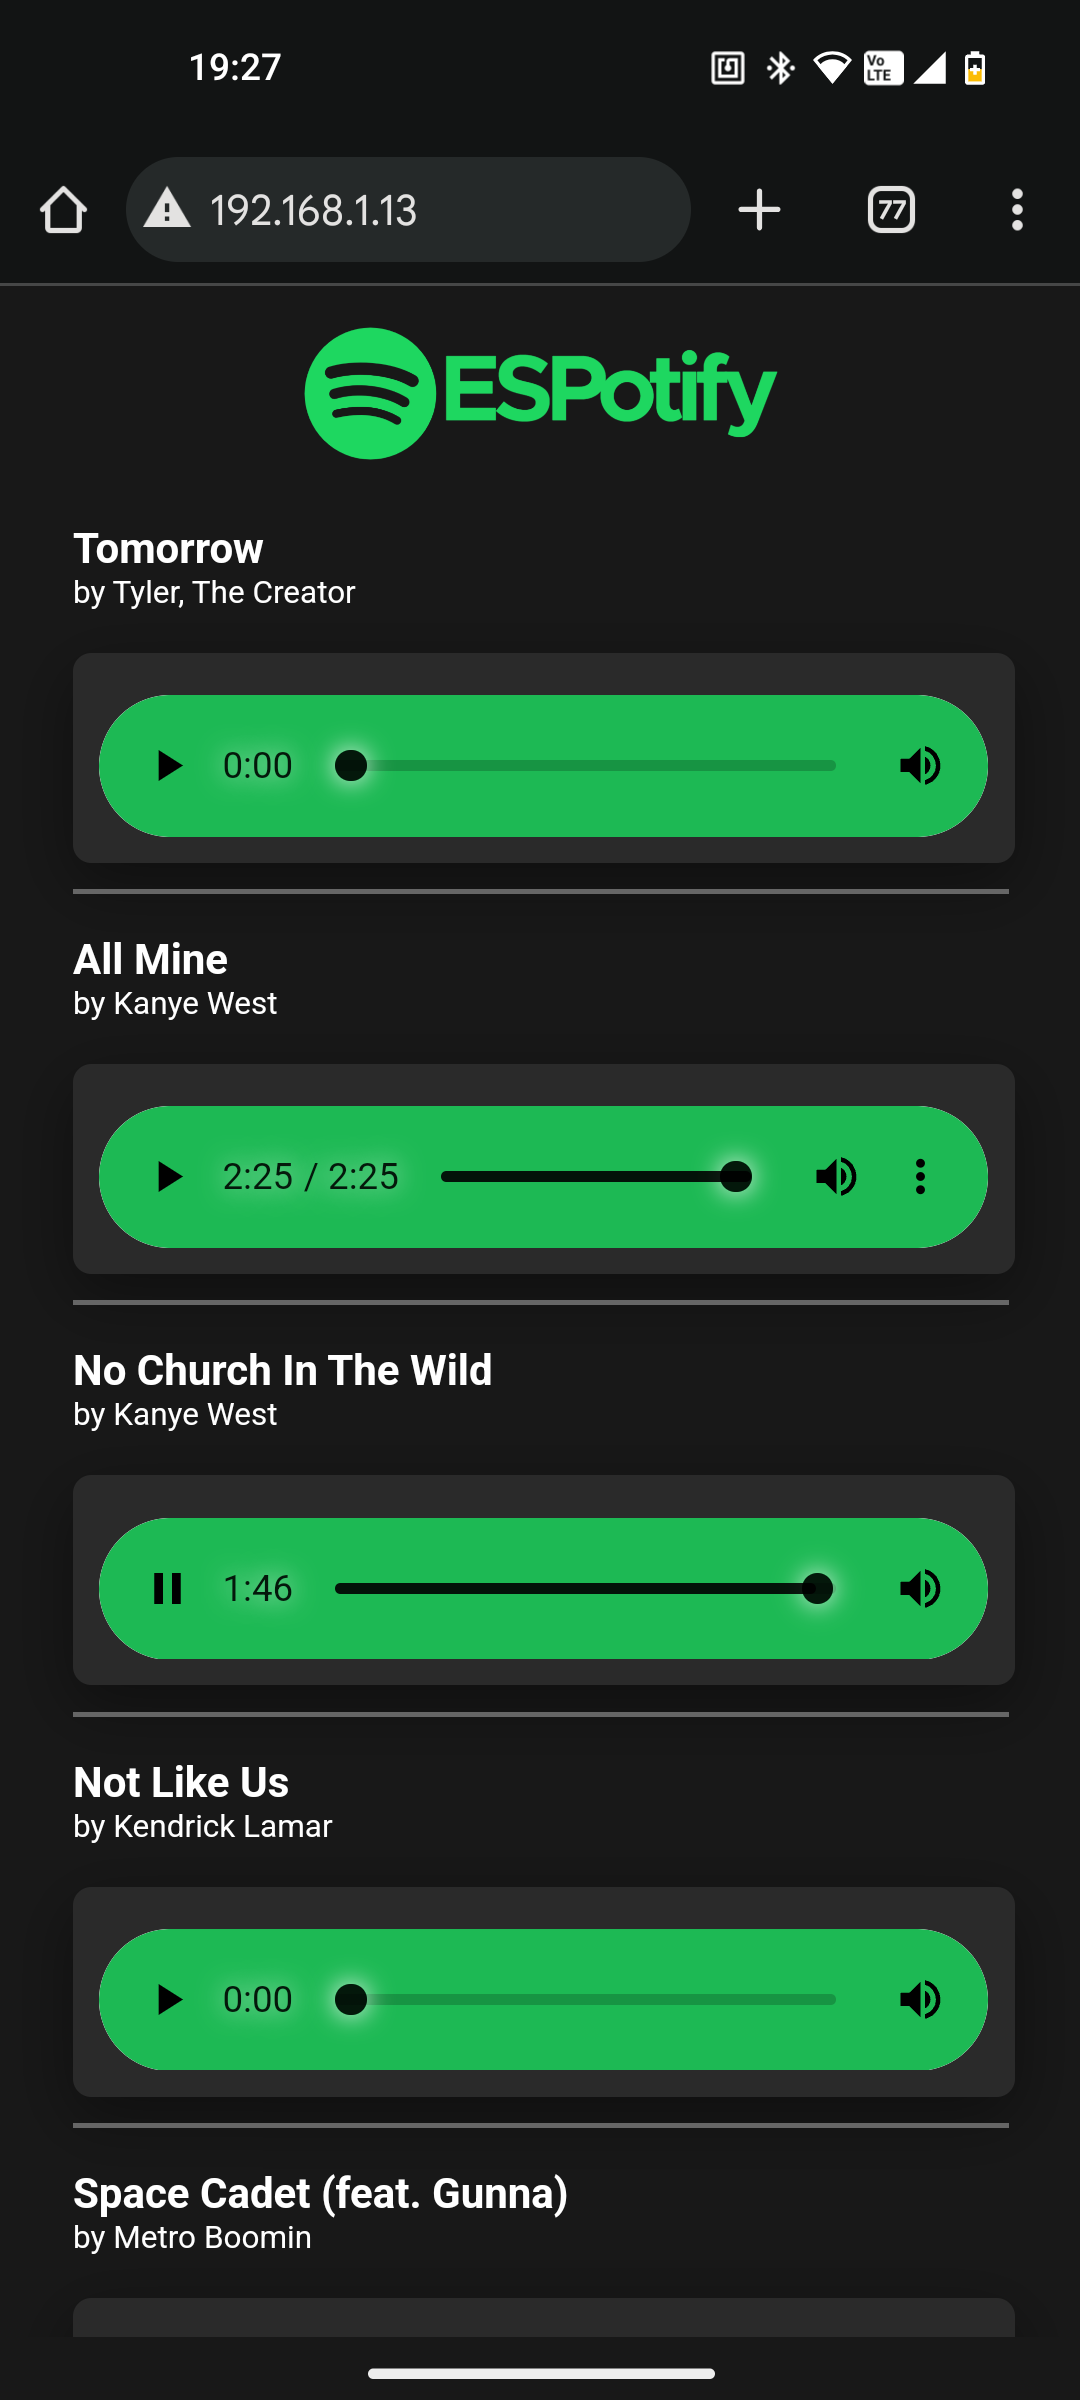 19:27
Vo
LTE
192.168.1.13
77
ESPotify
Tomorrow
by Tyler, The Creator
0:00
All Mine
by Kanye West
2:25 / 2:25
No Church In The Wild
by Kanye West
1:46
Not Like Us
by Kendrick Lamar
0:00
Space Cadet (feat. Gunna)
by Metro Boomin